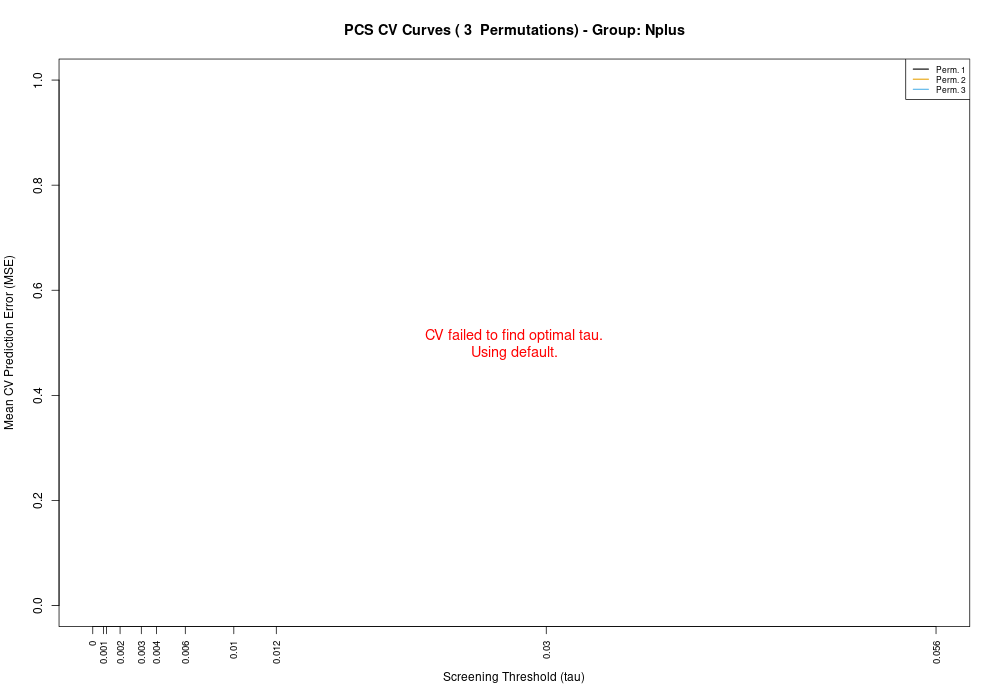 PCS CV Curves ( 3  Permutations) - Group: Nplus
Perm. 1
Perm. 2
Perm. 3
1.0
0.8
0.6
0.4
0.2
0.0
Mean CV Prediction Error (MSE)
CV failed to find optimal tau.
Using default.
0
0.001
0.002
0.003
0.004
0.006
0.01
0.012
0.03
0.056
Screening Threshold (tau)